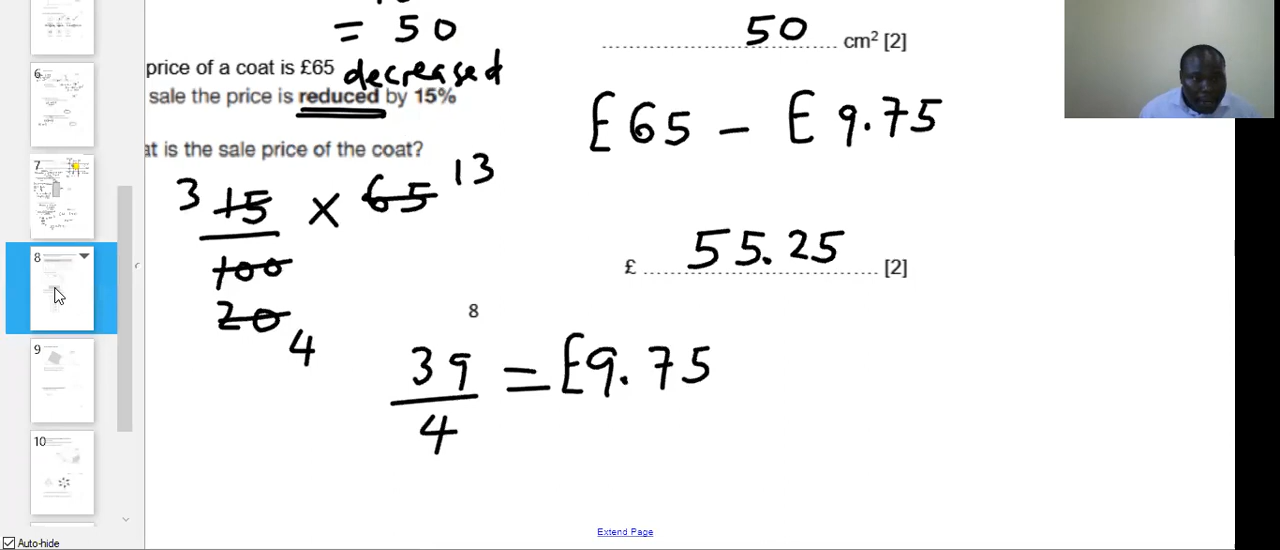 = 50
50 cm² [2]
price of a coat is £65
decreased
sale the price is reduced by 15%
£65 - £9.75
at is the sale price of the coat?
3 15 × 65 13
100
20 4
£ 55.25 [2]
8
39 = £9.75
4
6
7
8
9
10
Extend Page
Auto-hide